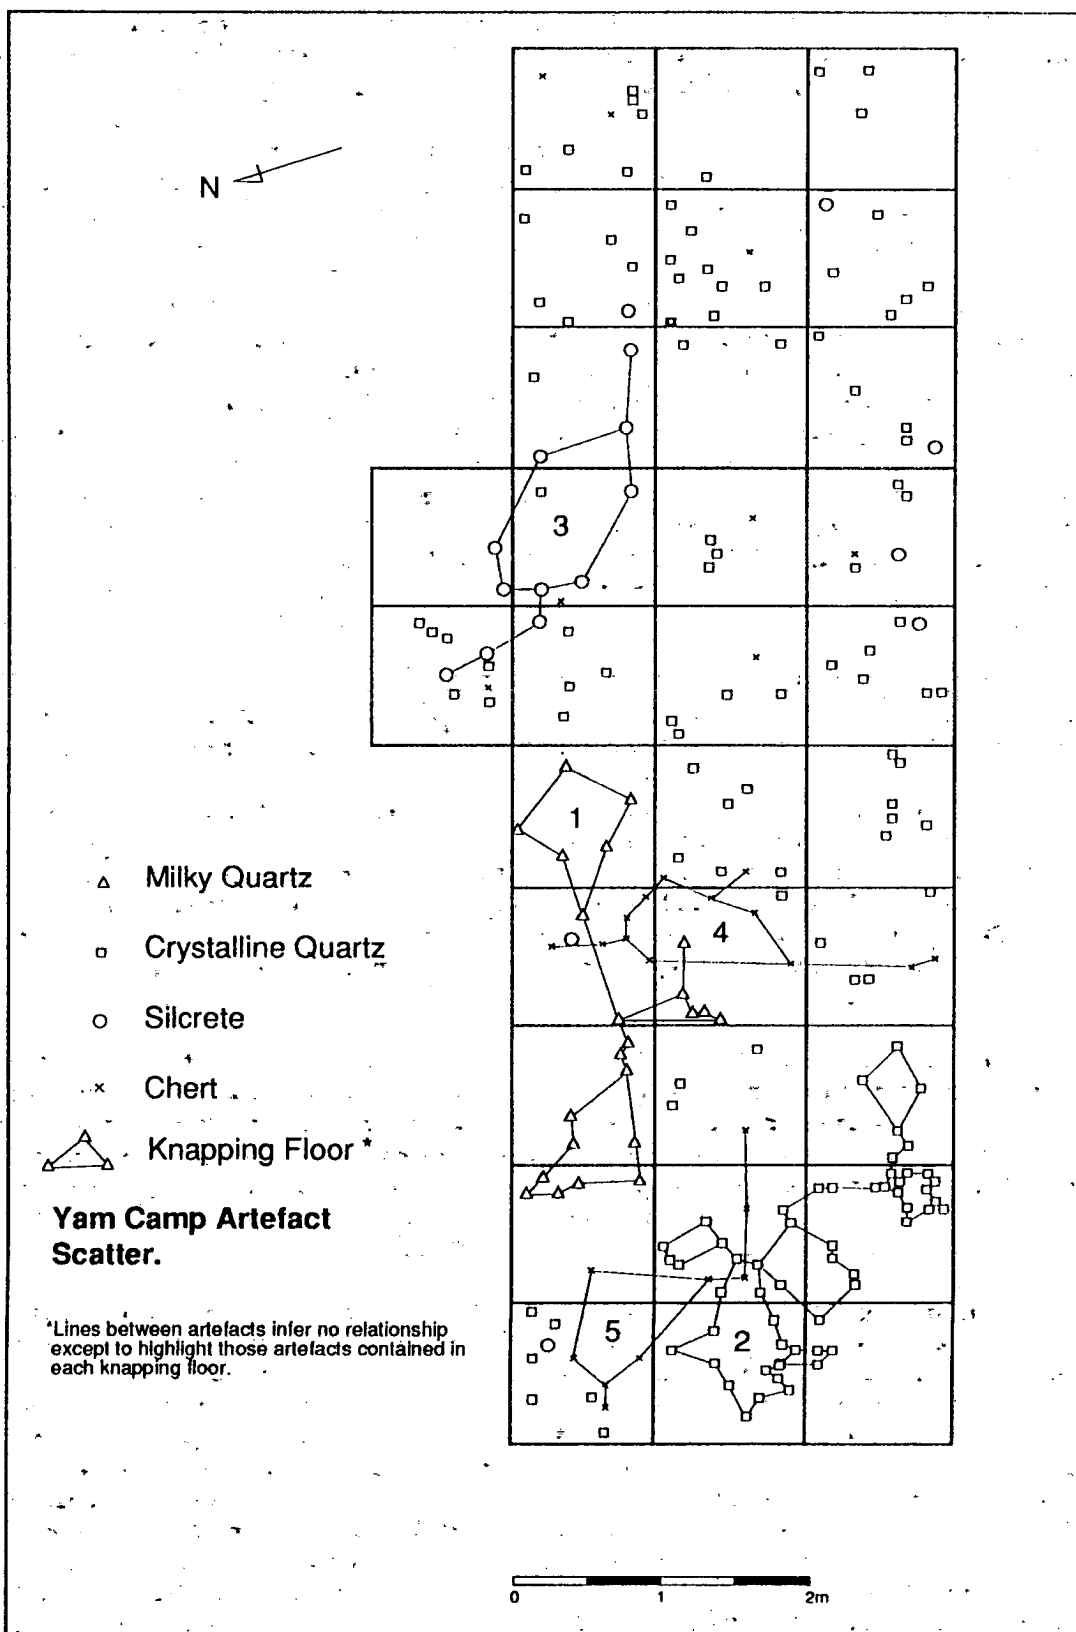 N
3
1
4
5
2
Milky Quartz
Crystalline Quartz
Silcrete
Chert
Knapping Floor *
Yam Camp Artefact
Scatter.
*Lines between artefacts infer no relationship
except to highlight those artefacts contained in
each knapping floor.
0 1 2m